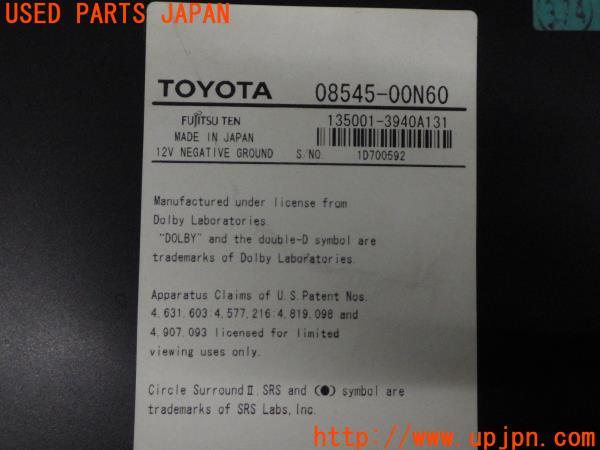 USED PARTS JAPAN
TOYOTA 08545-00N60
FUJITSU TEN 135001-3940A131
MADE IN JAPAN
12V NEGATIVE GROUND S/NO. 1D700592
Manufactured under license from
Dolby Laboratories.
"DOLBY" and the double-D symbol are
trademarks of Dolby Laboratories.
Apparatus Claims of U.S. Patent Nos.
4,631,603:4,577,216:4,819,098 and
4,907,093 licensed for limited
viewing uses only.
Circle Surround II, SRS and (●) symbol are
trademarks of SRS Labs, Inc.
http://www.upjpn.com/